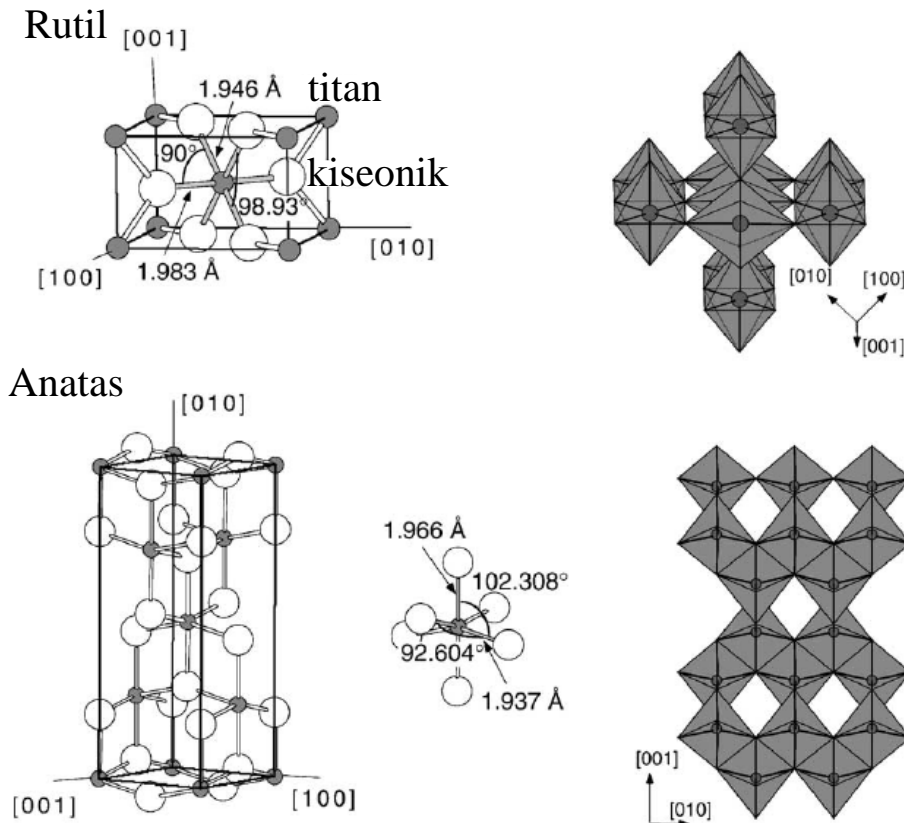 Rutil
[001]
1.946 Å
titan
90°
kiseonik
98.93°
[010]
[100]
1.983 Å
[010]
[100]
[001]
Anatas
[010]
1.966 Å
102.308°
92.604°
1.937 Å
[001]
[100]
[001]
[010]